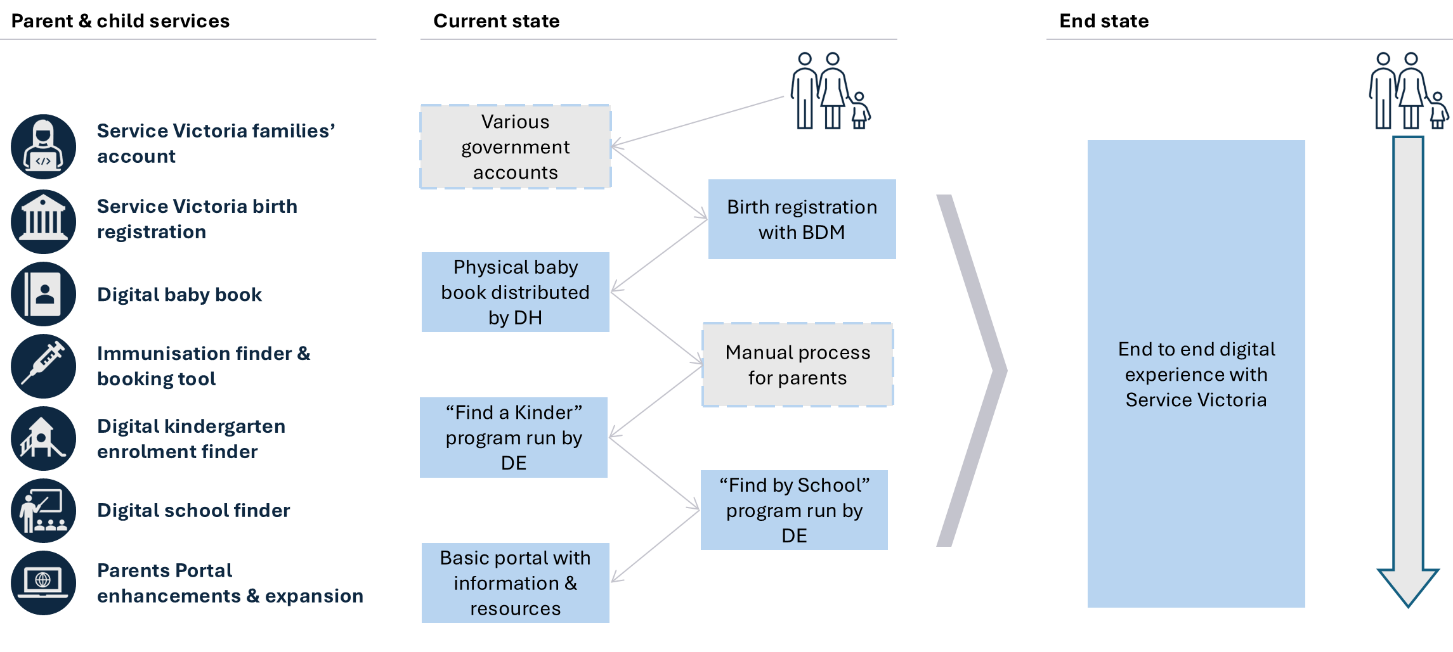 Parent & child services
Current state
End state
Service Victoria families’
account
Service Victoria birth
registration
Digital baby book
Immunisation finder &
booking tool
Digital kindergarten
enrolment finder
Digital school finder
Parents Portal
enhancements & expansion
Various
government
accounts
Birth registration
with BDM
Physical baby
book distributed
by DH
Manual process
for parents
“Find a Kinder”
program run by
DE
“Find by School”
program run by
DE
Basic portal with
information &
resources
End to end digital
experience with
Service Victoria